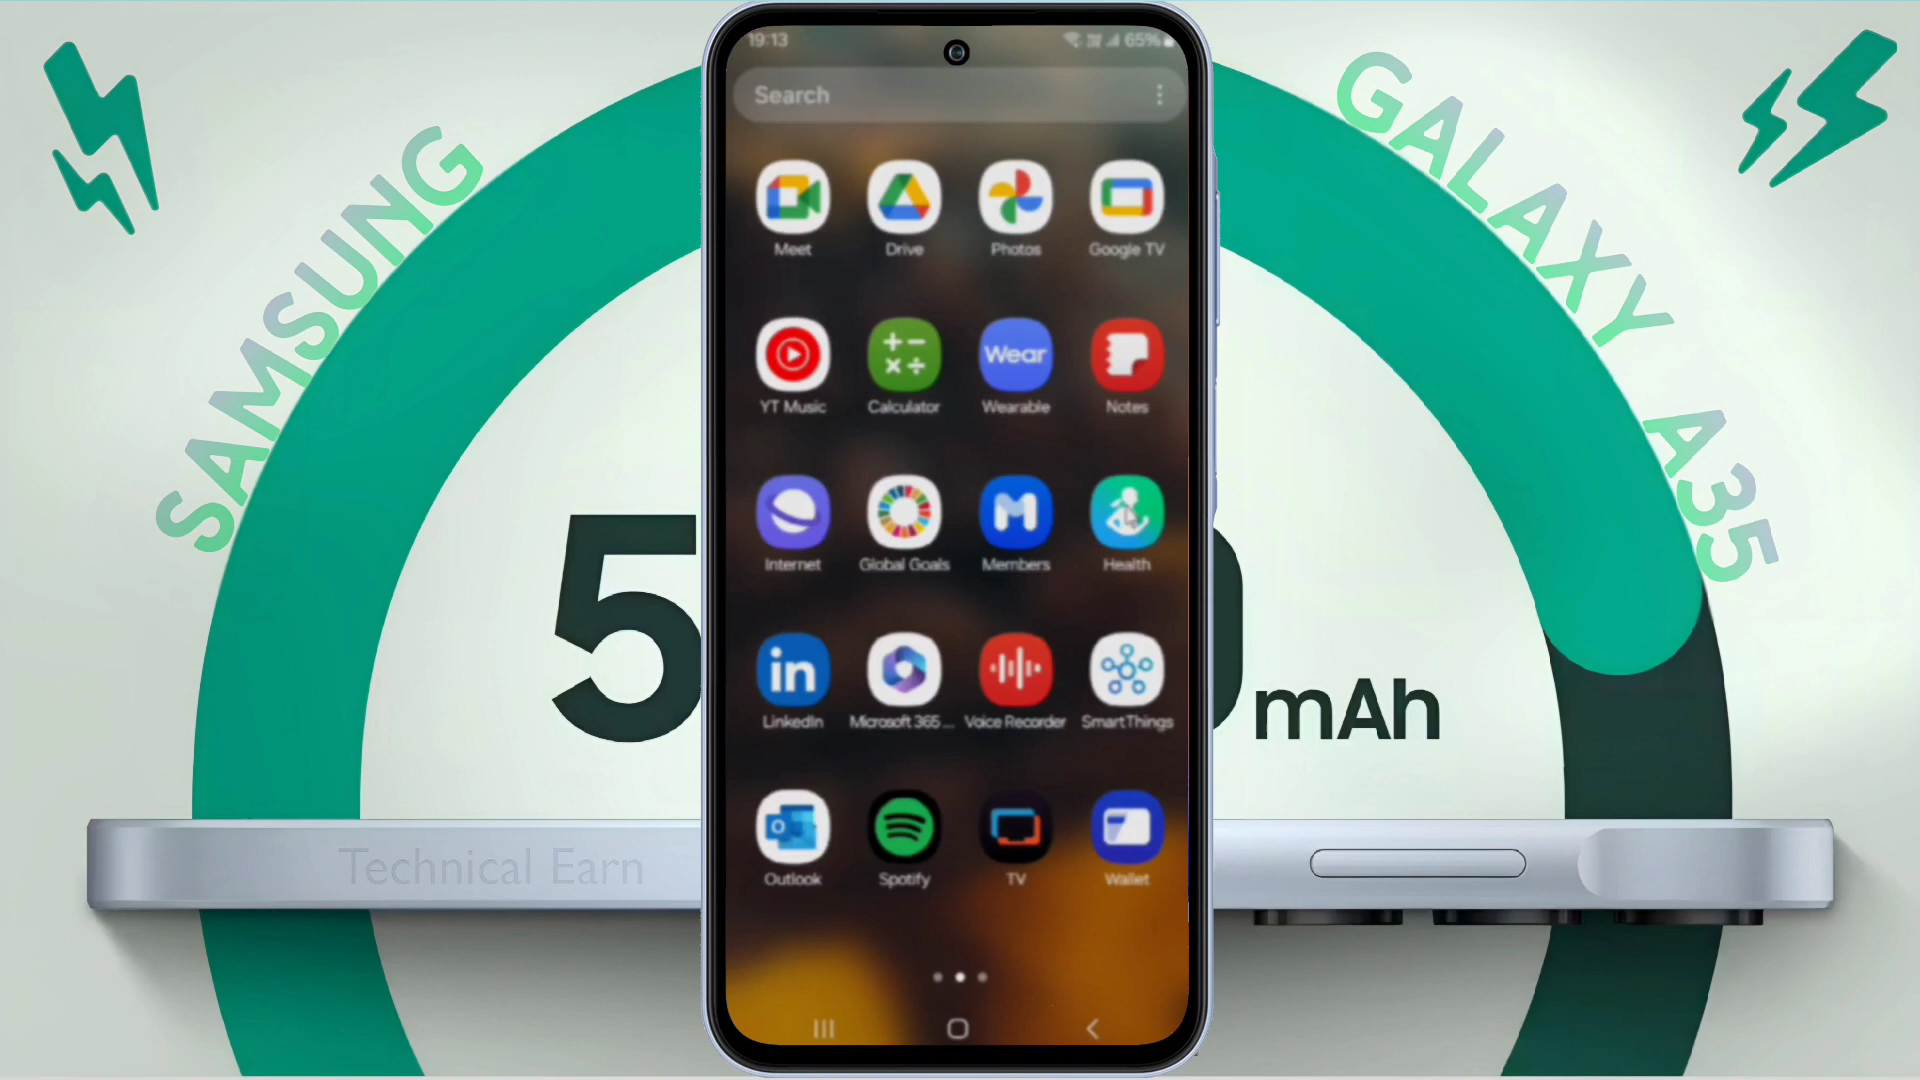 SAMSUNG
GALAXY A35
19:13
65%
Search
Meet
Drive
Photos
Google TV
YT Music
Calculator
Wear
Wearable
Notes
Internet
Global Goals
Members
Health
in
LinkedIn
Microsoft 365 ...
Voice Recorder
SmartThings
Outlook
Spotify
TV
Wallet
5
mAh
Technical Earn